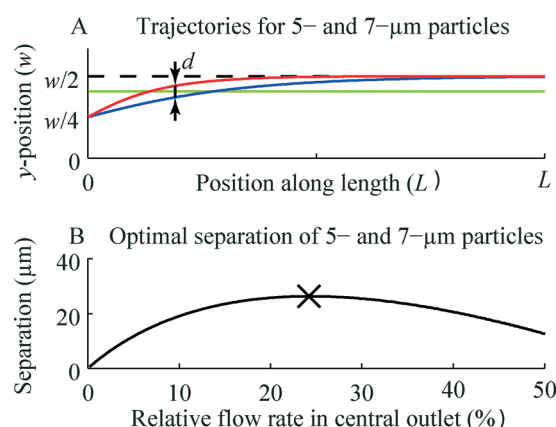 A Trajectories for 5− and 7−µm particles
d
w/2
w/4
0
y-position (w)
0 L
Position along length (L)
B Optimal separation of 5− and 7−µm particles
40
20
0
Separation (µm)
0 10 20 30 40 50
Relative flow rate in central outlet (%)